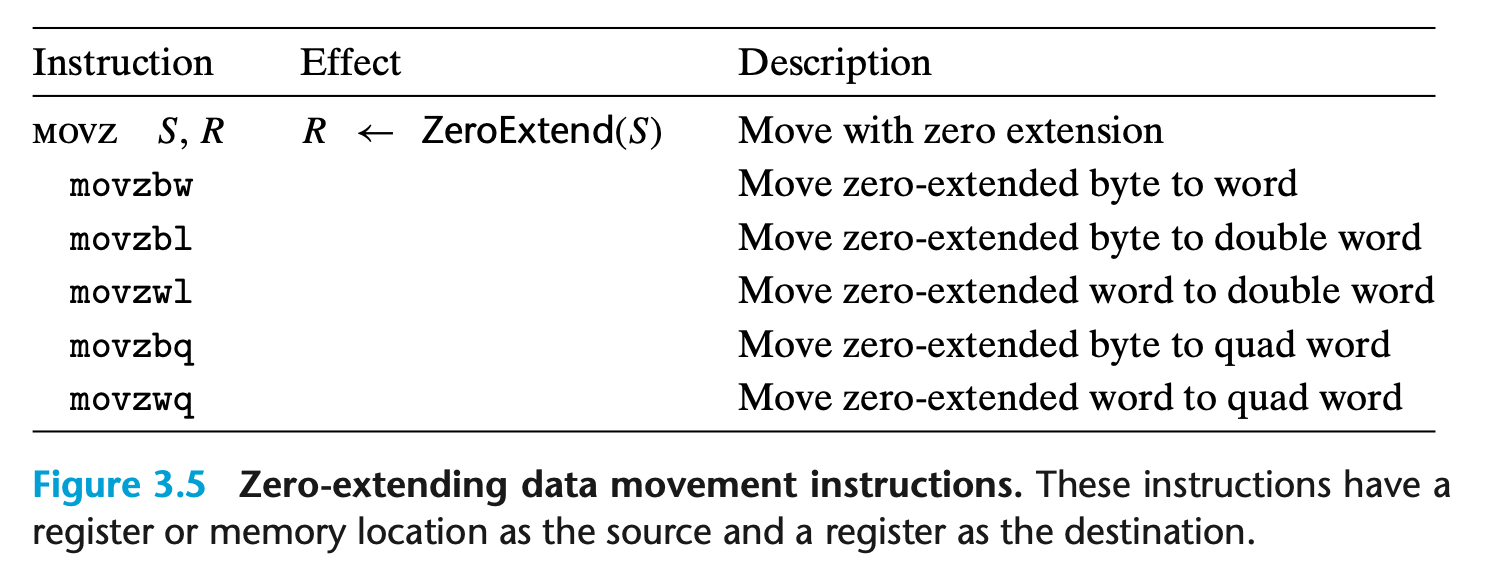 Instruction Effect Description
MOVZ S, R R ← ZeroExtend(S) Move with zero extension
movzbw Move zero-extended byte to word
movzbl Move zero-extended byte to double word
movzwl Move zero-extended word to double word
movzbq Move zero-extended byte to quad word
movzwq Move zero-extended word to quad word
Figure 3.5 Zero-extending data movement instructions. These instructions have a
register or memory location as the source and a register as the destination.